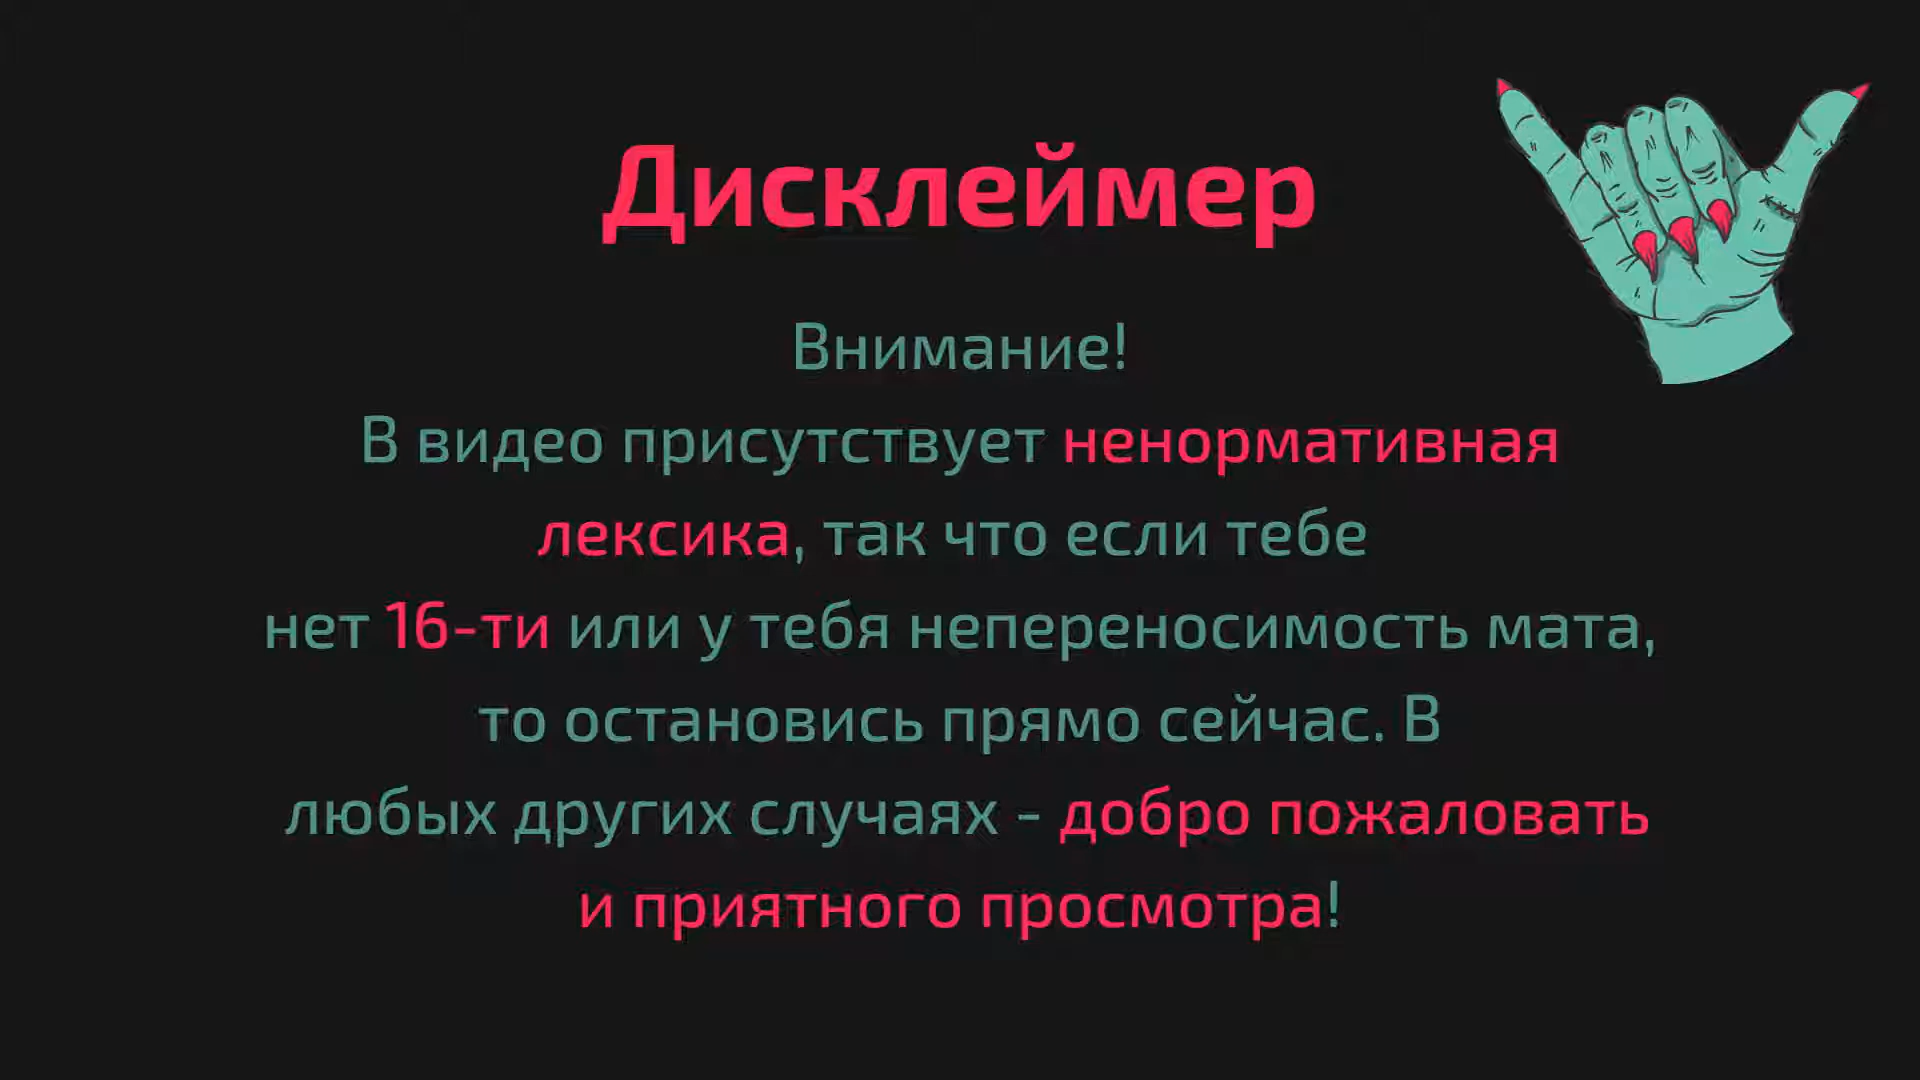 Дисклеймер
Внимание!
В видео присутствует ненормативная
лексика, так что если тебе
нет 16-ти или у тебя непереносимость мата,
то остановись прямо сейчас. В
любых других случаях - добро пожаловать
и приятного просмотра!